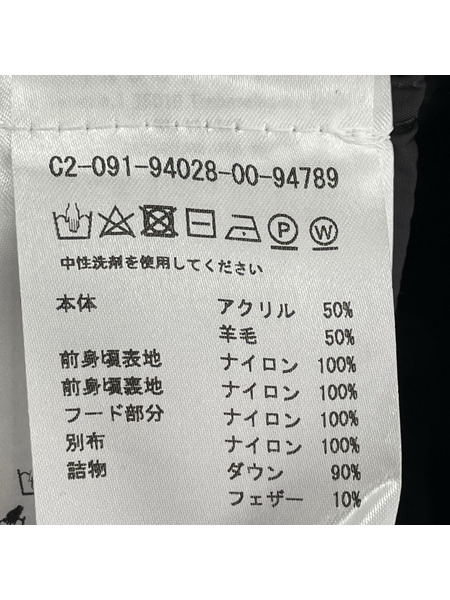 C2-091-94028-00-94789
P W
中性洗剤を使用してください
本体 アクリル 50%
羊毛 50%
前身頃表地 ナイロン 100%
前身頃裏地 ナイロン 100%
フード部分 ナイロン 100%
別布 ナイロン 100%
詰物 ダウン 90%
フェザー 10%